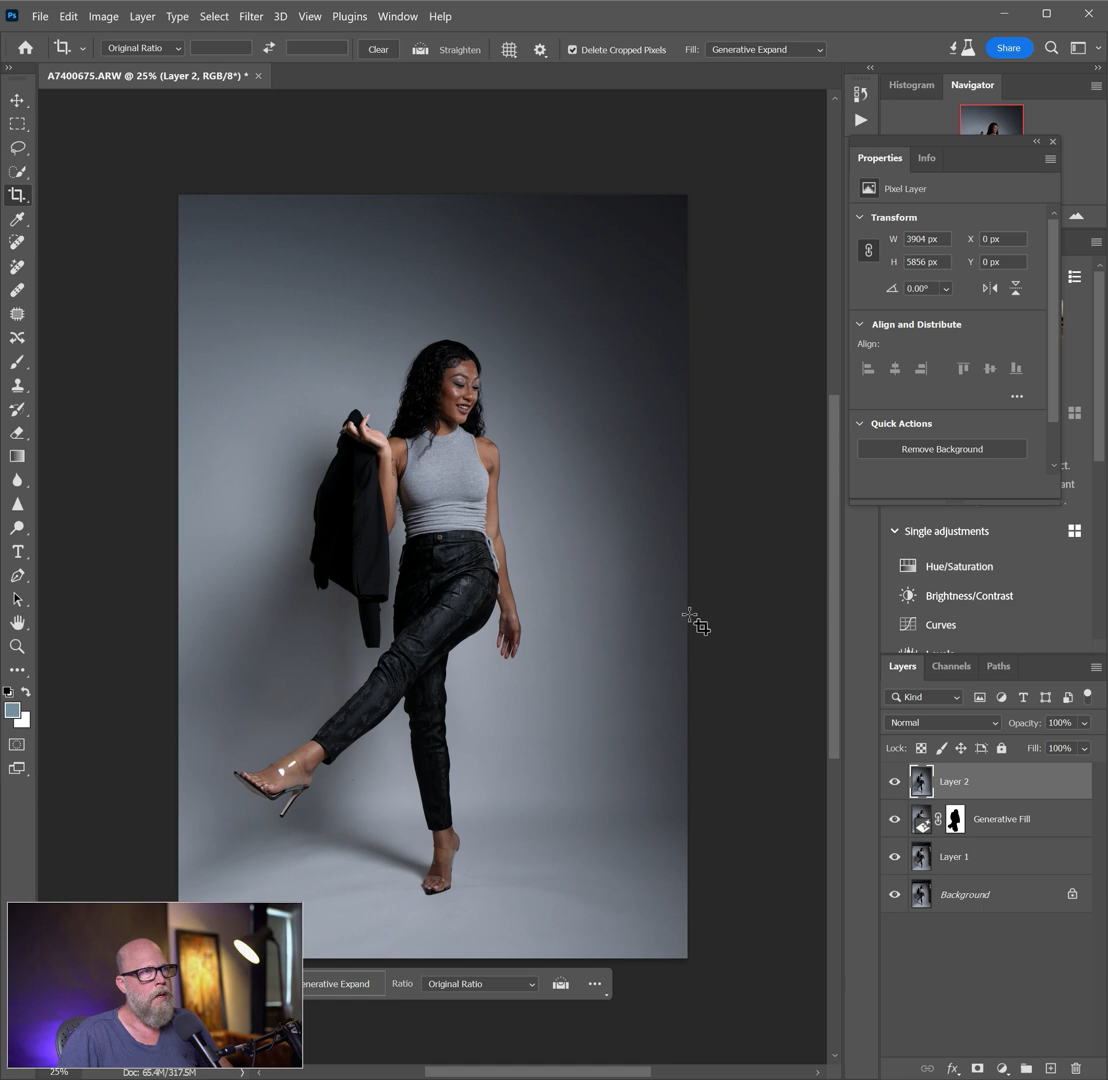 Ps File Edit Image Layer Type Select Filter 3D View Plugins Window Help
Original Ratio Clear Straighten Delete Cropped Pixels Fill: Generative Expand Share
A7400675.ARW @ 25% (Layer 2, RGB/8*) *
Histogram Navigator
Properties Info
Pixel Layer
Transform
W 3904 px X 0 px
H 5856 px Y 0 px
0.00°
Align and Distribute
Align:
Quick Actions
Remove Background
ct.
ant
Single adjustments
Hue/Saturation
Brightness/Contrast
Curves
Layers Channels Paths
Kind
Normal Opacity: 100%
Lock: Fill: 100%
Layer 2
Generative Fill
Layer 1
Background
enerative Expand Ratio Original Ratio
25% Doc: 65.4M/317.5M